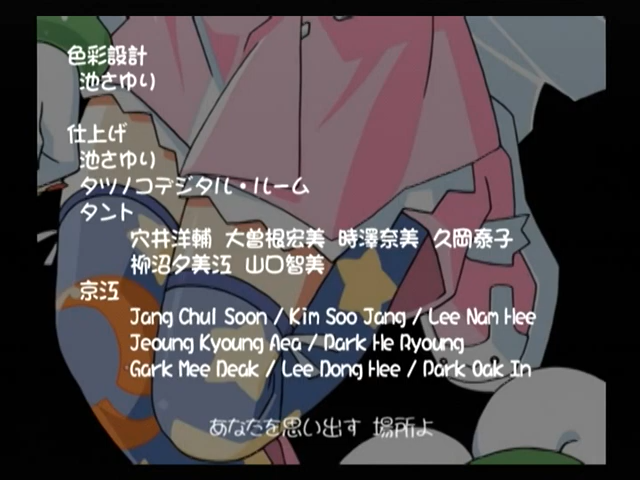 色彩設計
池さゆり
仕上げ
池さゆり
タツノコデジタル・ルーム
タント
穴井洋輔 大曽根宏美 時澤奈美 久岡泰子
柳沼夕美江 山口智美
京江
Jang Chul Soon / Kim Soo Jang / Lee Nam Hee
Jeoung Kyoung Aea / Park He Ryoung
Gark Mee Deak / Lee Dong Hee / Park Oak In
あなたを思い出す 場所よ